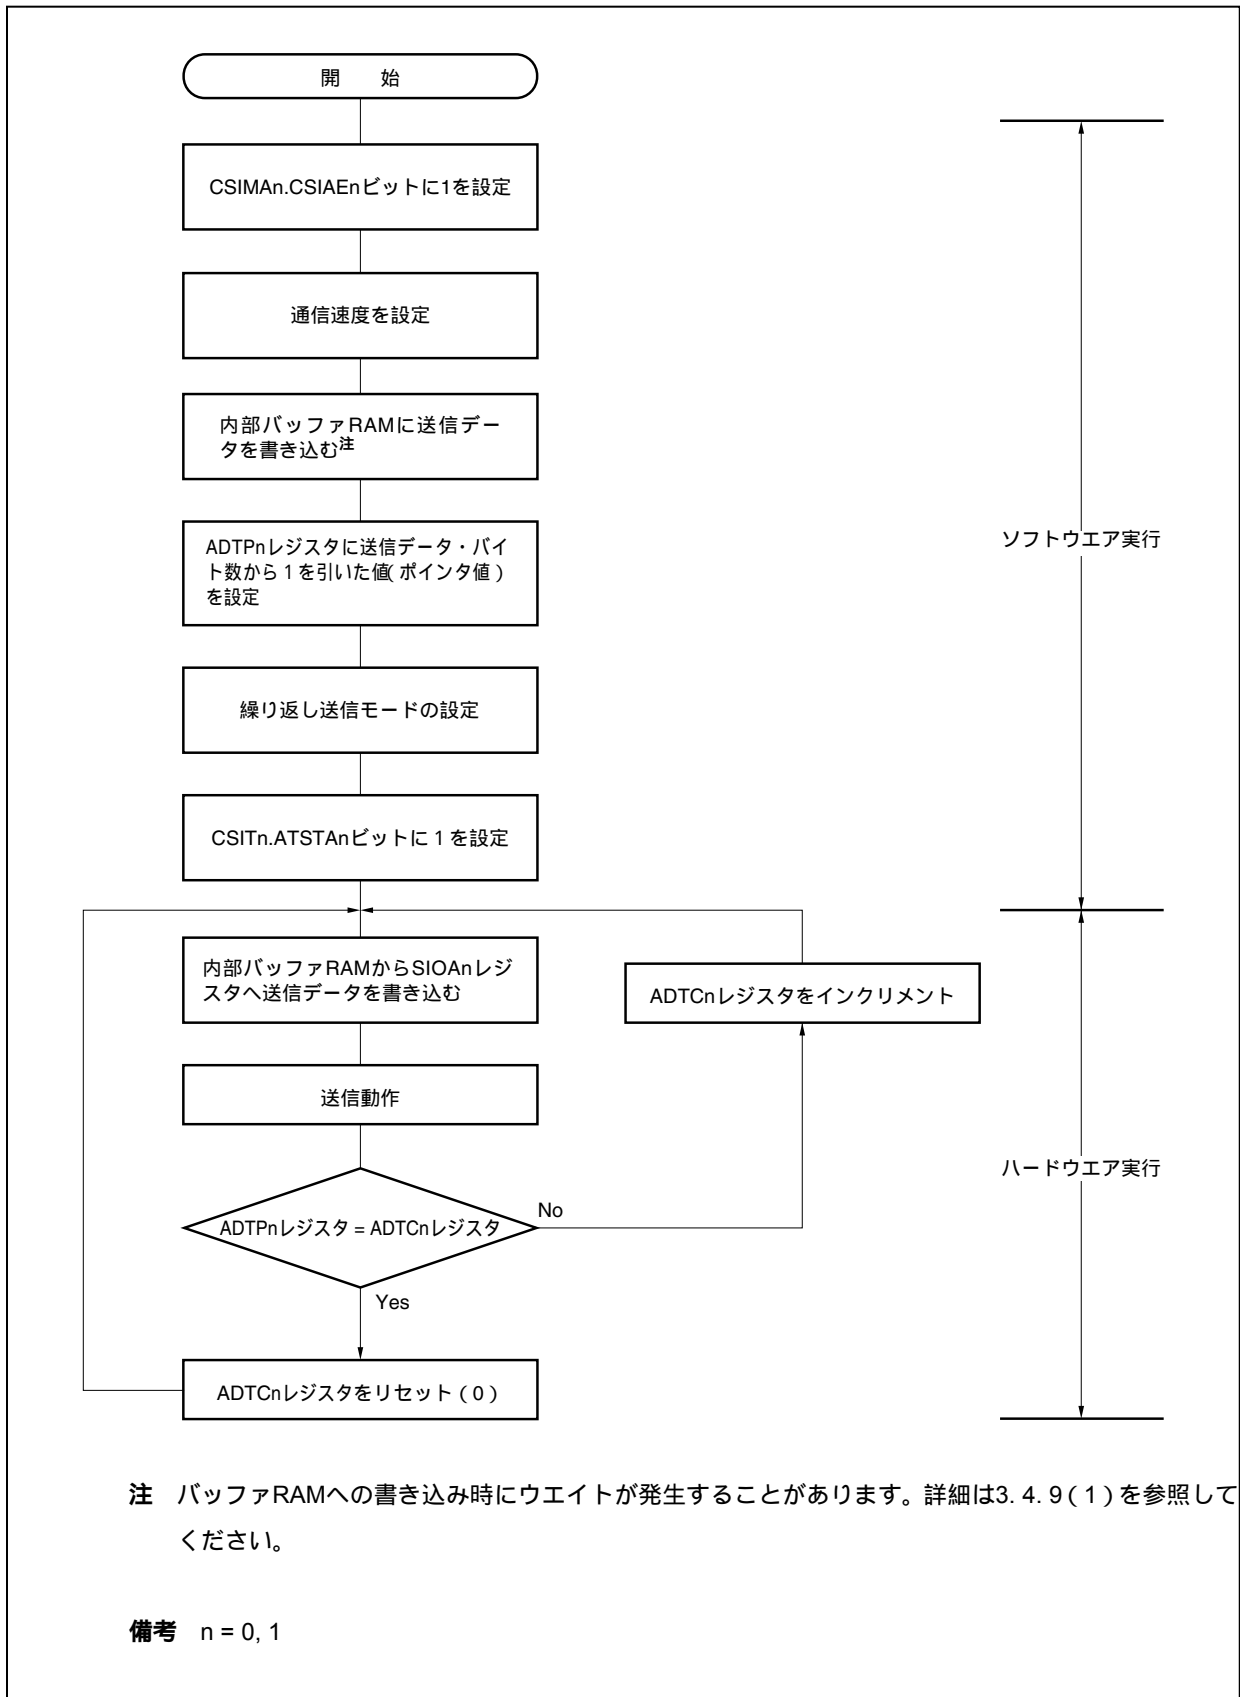 開　始
CSIMAn.CSIAEnビットに1を設定
通信速度を設定
内部バッファRAMに送信デー
タを書き込む注
ADTPnレジスタに送信データ・バイ
ト数から１を引いた値（ポインタ値）
を設定
ソフトウエア実行
繰り返し送信モードの設定
CSITn.ATSTAnビットに１を設定
内部バッファRAMからSIOAnレジ
スタへ送信データを書き込む
ADTCnレジスタをインクリメント
送信動作
ハードウエア実行
No
ADTPnレジスタ = ADTCnレジスタ
Yes
ADTCnレジスタをリセット（0）
注　バッファRAMへの書き込み時にウエイトが発生することがあります。詳細は3. 4. 9（1）を参照して
ください。
備考　n = 0, 1